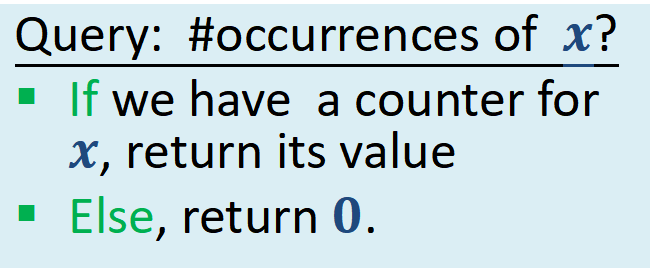 Query: #occurrences of x?
▪ If we have a counter for
x, return its value
▪ Else, return 0.